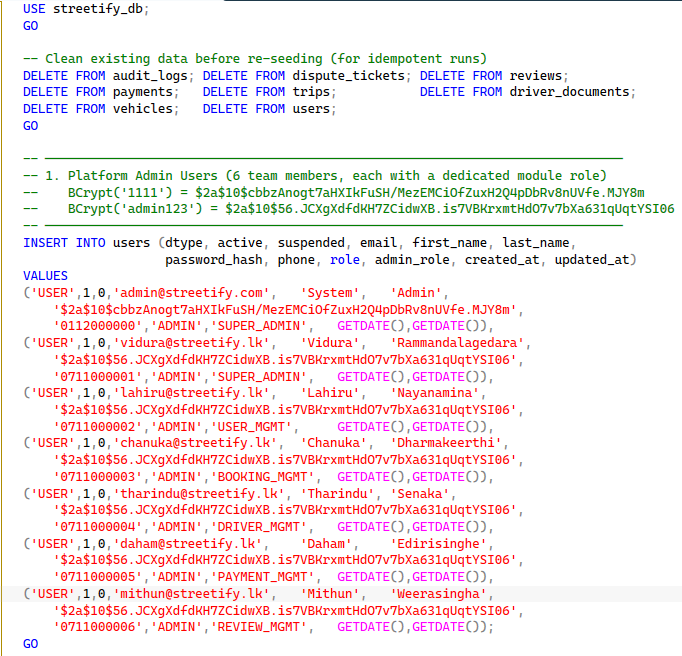 USE streetify_db;
GO
-- Clean existing data before re-seeding (for idempotent runs)
DELETE FROM audit_logs; DELETE FROM dispute_tickets; DELETE FROM reviews;
DELETE FROM payments;   DELETE FROM trips;           DELETE FROM driver_documents;
DELETE FROM vehicles;   DELETE FROM users;
GO
-- ─────────────────────────────────────────────────────────────
-- 1. Platform Admin Users (6 team members, each with a dedicated module role)
--    BCrypt('1111') = $2a$10$cbbzAnogt7aHXIkFuSH/MezEMCiOfZuxH2Q4pDbRv8nUVfe.MJY8m
--    BCrypt('admin123') = $2a$10$56.JCXgXdfdKH7ZCidwXB.is7VBKrxmtHdO7v7bXa631qUqtYSI06
-- ─────────────────────────────────────────────────────────────
INSERT INTO users (dtype, active, suspended, email, first_name, last_name,
                   password_hash, phone, role, admin_role, created_at, updated_at)
VALUES
('USER',1,0,'admin@streetify.com',    'System',   'Admin',
    '$2a$10$cbbzAnogt7aHXIkFuSH/MezEMCiOfZuxH2Q4pDbRv8nUVfe.MJY8m',
    '0112000000','ADMIN','SUPER_ADMIN',   GETDATE(),GETDATE()),
('USER',1,0,'vidura@streetify.lk',    'Vidura',   'Rammandalagedara',
    '$2a$10$56.JCXgXdfdKH7ZCidwXB.is7VBKrxmtHdO7v7bXa631qUqtYSI06',
    '0711000001','ADMIN','SUPER_ADMIN',   GETDATE(),GETDATE()),
('USER',1,0,'lahiru@streetify.lk',    'Lahiru',   'Nayanamina',
    '$2a$10$56.JCXgXdfdKH7ZCidwXB.is7VBKrxmtHdO7v7bXa631qUqtYSI06',
    '0711000002','ADMIN','USER_MGMT',     GETDATE(),GETDATE()),
('USER',1,0,'chanuka@streetify.lk',   'Chanuka',  'Dharmakeerthi',
    '$2a$10$56.JCXgXdfdKH7ZCidwXB.is7VBKrxmtHdO7v7bXa631qUqtYSI06',
    '0711000003','ADMIN','BOOKING_MGMT',  GETDATE(),GETDATE()),
('USER',1,0,'tharindu@streetify.lk', 'Tharindu', 'Senaka',
    '$2a$10$56.JCXgXdfdKH7ZCidwXB.is7VBKrxmtHdO7v7bXa631qUqtYSI06',
    '0711000004','ADMIN','DRIVER_MGMT',   GETDATE(),GETDATE()),
('USER',1,0,'daham@streetify.lk',     'Daham',    'Edirisinghe',
    '$2a$10$56.JCXgXdfdKH7ZCidwXB.is7VBKrxmtHdO7v7bXa631qUqtYSI06',
    '0711000005','ADMIN','PAYMENT_MGMT',  GETDATE(),GETDATE()),
('USER',1,0,'mithun@streetify.lk',    'Mithun',   'Weerasingha',
    '$2a$10$56.JCXgXdfdKH7ZCidwXB.is7VBKrxmtHdO7v7bXa631qUqtYSI06',
    '0711000006','ADMIN','REVIEW_MGMT',   GETDATE(),GETDATE());
GO